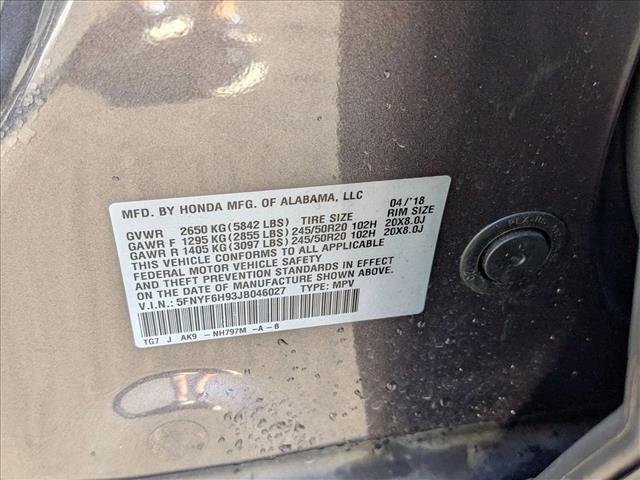 MFD. BY HONDA MFG. OF ALABAMA, LLC 04/'18
GVWR 2650 KG(5842 LBS) TIRE SIZE RIM SIZE
GAWR F 1295 KG(2855 LBS)245/50R20 102H 20X8.0J
GAWR R 1405 KG(3097 LBS)245/50R20 102H 20X8.0J
THIS VEHICLE CONFORMS TO ALL APPLICABLE
FEDERAL MOTOR VEHICLE SAFETY
AND THEFT PREVENTION STANDARDS IN EFFECT ON
THE DATE OF MANUFACTURE SHOWN ABOVE.
V.I.N.: 5FNYF6H93JB046027 TYPE: MPV
TG7 J AK9 -NH797M -A-B